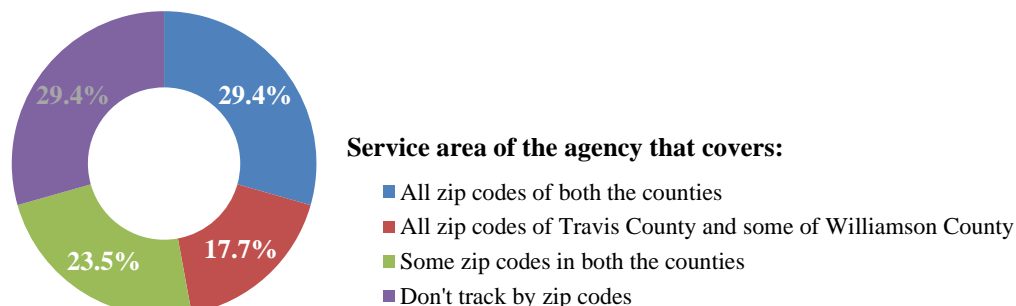 29.4%
29.4%
Service area of the agency that covers:
All zip codes of both the counties
All zip codes of Travis County and some of Williamson County
17.7%
23.5%
Some zip codes in both the counties
Don't track by zip codes